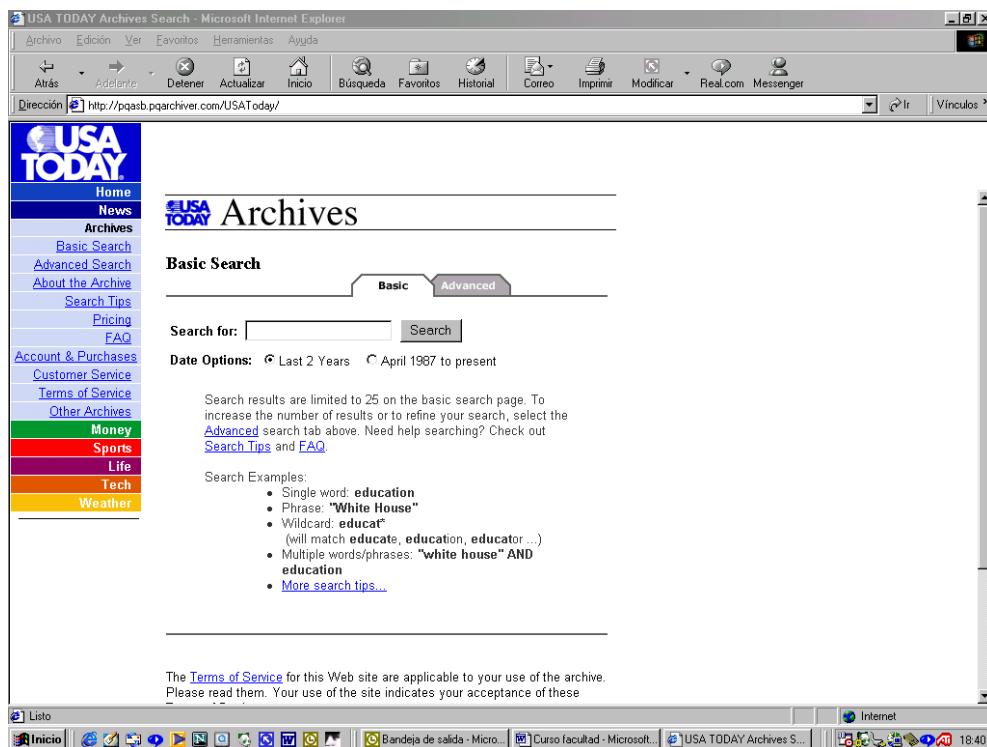 USA TODAY Archives Search - Microsoft Internet Explorer
Archivo Edición Ver Favoritos Herramientas Ayuda
Atrás Adelante Detener Actualizar Inicio Búsqueda Favoritos Historial Correo Imprimir Modificar Real.com Messenger
Dirección http://pqasb.pqarchiver.com/USAToday/ Ir Vínculos
USA
TODAY
Home
News
Archives
Basic Search
Advanced Search
About the Archive
Search Tips
Pricing
FAQ
Account & Purchases
Customer Service
Terms of Service
Other Archives
Money
Sports
Life
Tech
Weather
USA TODAY Archives
Basic Search
Basic Advanced
Search for: Search
Date Options: Last 2 Years April 1987 to present
Search results are limited to 25 on the basic search page. To
increase the number of results or to refine your search, select the
Advanced search tab above. Need help searching? Check out
Search Tips and FAQ.
Search Examples:
• Single word: education
• Phrase: "White House"
• Wildcard: educat*
(will match educate, education, educator ...)
• Multiple words/phrases: "white house" AND
education
• More search tips...
The Terms of Service for this Web site are applicable to your use of the archive.
Please read them. Your use of the site indicates your acceptance of these
Listo Internet
Inicio Bandeja de salida - Micro... Curso facultad - Microsoft... USA TODAY Archives S... 18:40